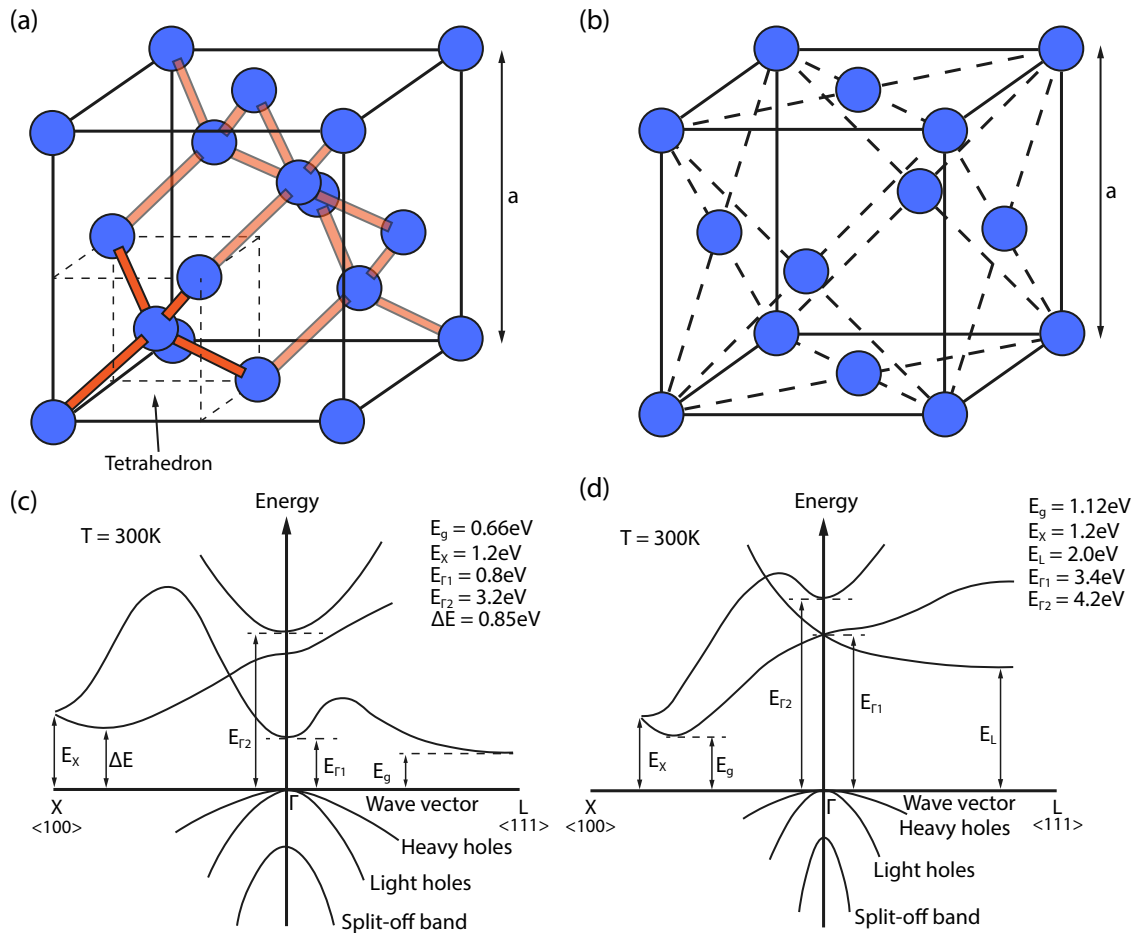 (a)
a
Tetrahedron
(b)
a
(c)
Energy
T = 300K
E_g = 0.66eV
E_X = 1.2eV
E_Γ1 = 0.8eV
E_Γ2 = 3.2eV
ΔE = 0.85eV
E_X
ΔE
E_Γ2
E_Γ1
E_g
X
<100>
Γ
Wave vector
L
<111>
Heavy holes
Light holes
Split-off band
(d)
Energy
T = 300K
E_g = 1.12eV
E_X = 1.2eV
E_L = 2.0eV
E_Γ1 = 3.4eV
E_Γ2 = 4.2eV
E_X
E_g
E_Γ2
E_Γ1
E_L
X
<100>
Γ
Wave vector
L
<111>
Heavy holes
Light holes
Split-off band